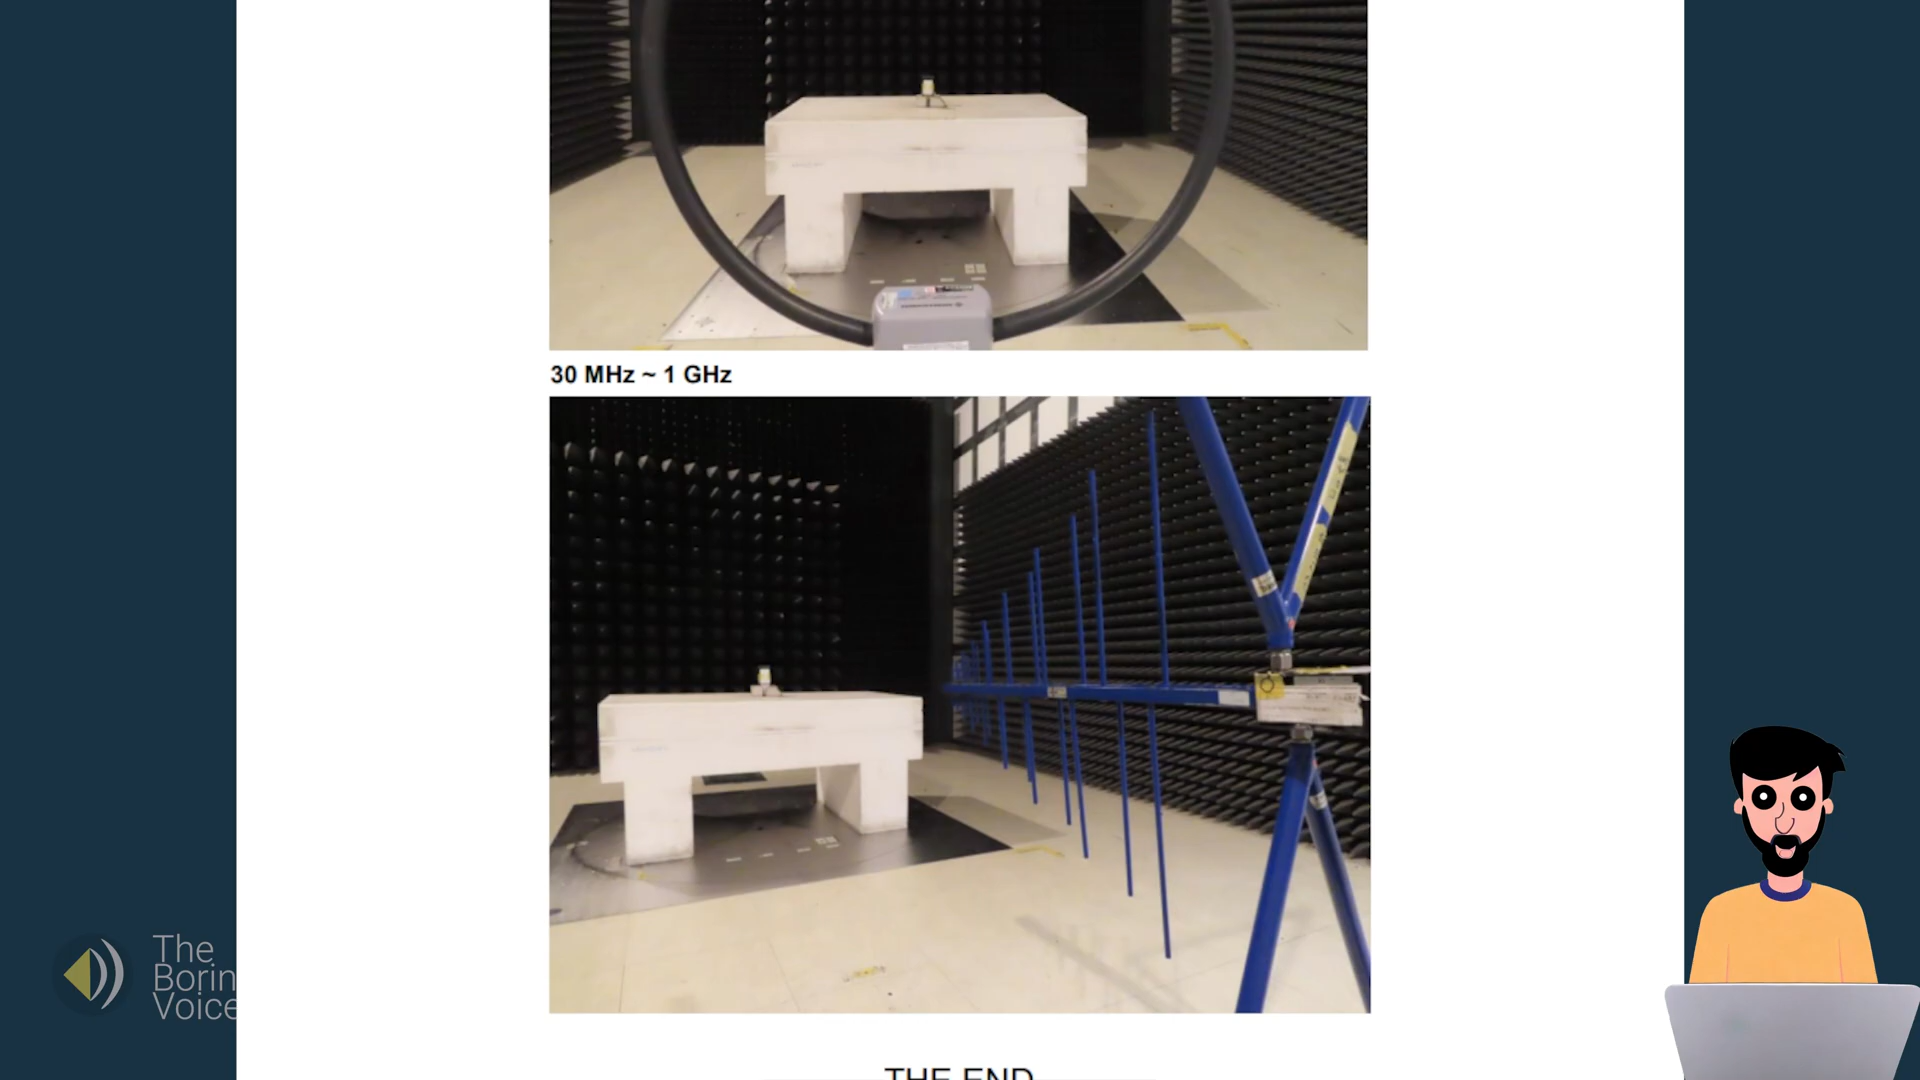 30 MHz ~ 1 GHz
The
Borin
Voice
THE END